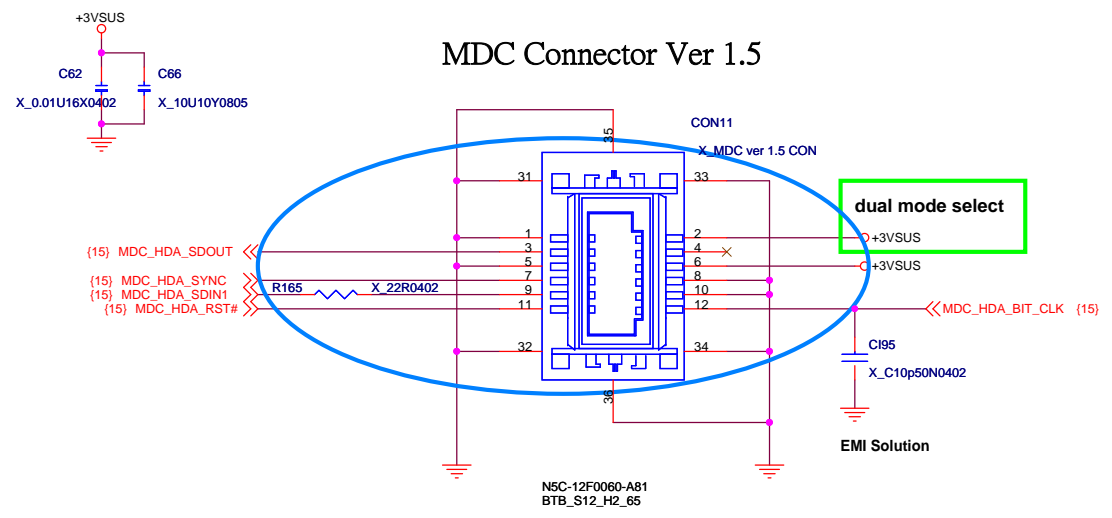 +3VSUS
MDC Connector Ver 1.5
C62
C66
X_0.01U16X0402
X_10U10Y0805
CON11
X_MDC ver 1.5 CON
35
31
33
dual mode select
1
2
+3VSUS
{15} MDC_HDA_SDOUT
3
4
5
6
+3VSUS
{15} MDC_HDA_SYNC
7
8
{15} MDC_HDA_SDIN1
R165
X_22R0402
9
10
{15} MDC_HDA_RST#
11
12
MDC_HDA_BIT_CLK {15}
32
34
CI95
X_C10p50N0402
36
EMI Solution
N5C-12F0060-A81
BTB_S12_H2_65